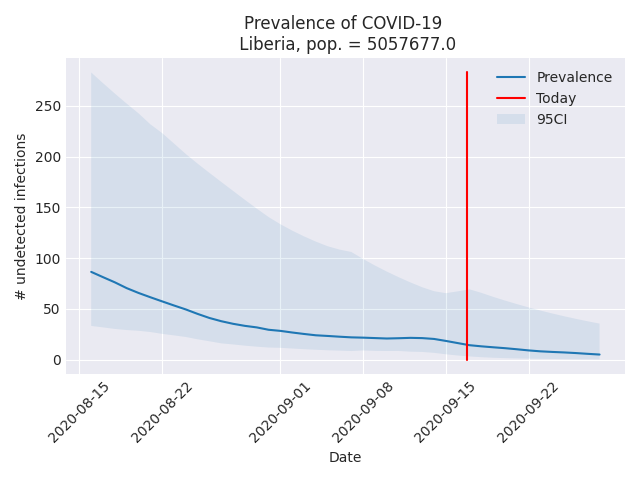 Prevalence of COVID-19
Liberia, pop. = 5057677.0
Prevalence
Today
95CI
# undetected infections
250
200
150
100
50
0
2020-08-15
2020-08-22
2020-09-01
2020-09-08
2020-09-15
2020-09-22
Date